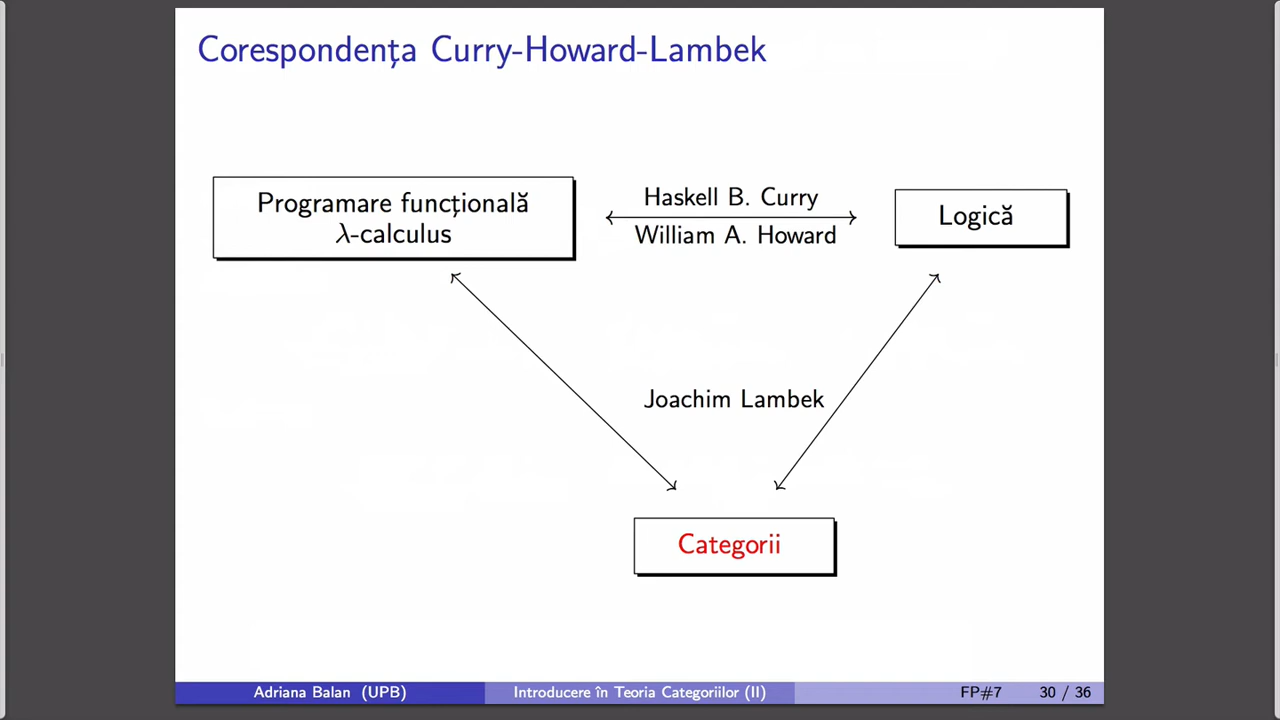 Corespondența Curry-Howard-Lambek
Programare funcțională
λ-calculus
Haskell B. Curry
William A. Howard
Logică
Joachim Lambek
Categorii
Adriana Balan (UPB)
Introducere în Teoria Categoriilor (II)
FP#7
30 / 36